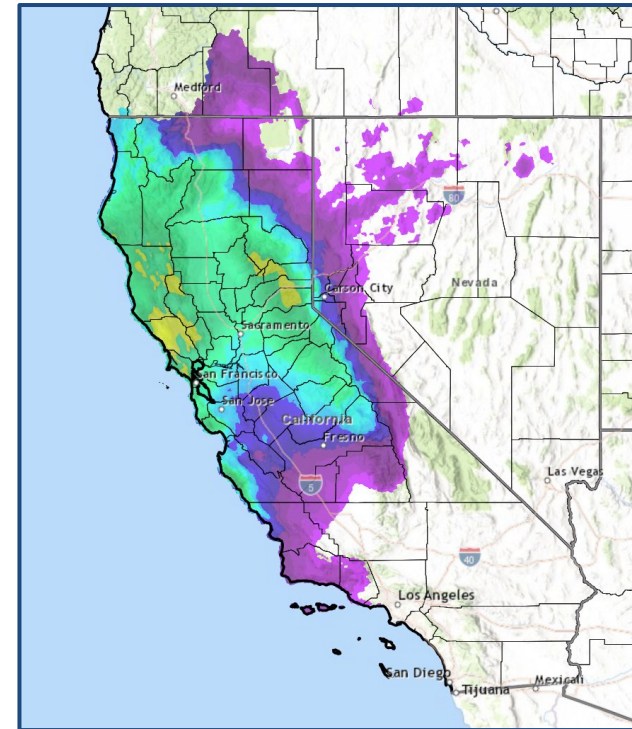 Medford
80
Nevada
Carson City
Sacramento
San Francisco
San Jose
California
Fresno
5
Las Vegas
40
Los Angeles
San Diego
Tijuana
Mexicali